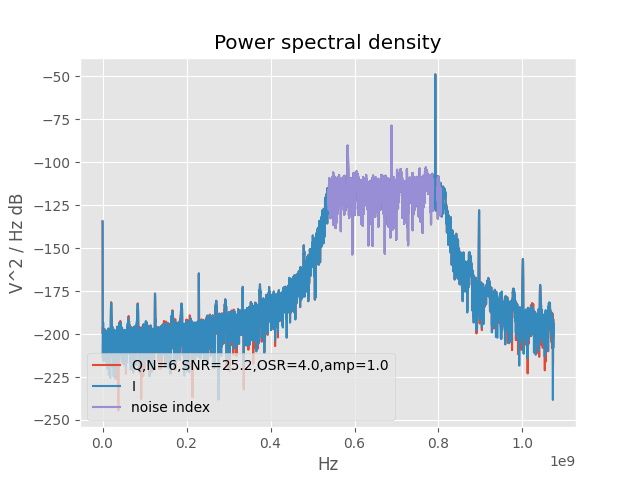 Power spectral density
V^2 / Hz dB
−50
−75
−100
−125
−150
−175
−200
−225
−250
Q,N=6,SNR=25.2,OSR=4.0,amp=1.0
I
noise index
0.0 0.2 0.4 0.6 0.8 1.0
1e9
Hz